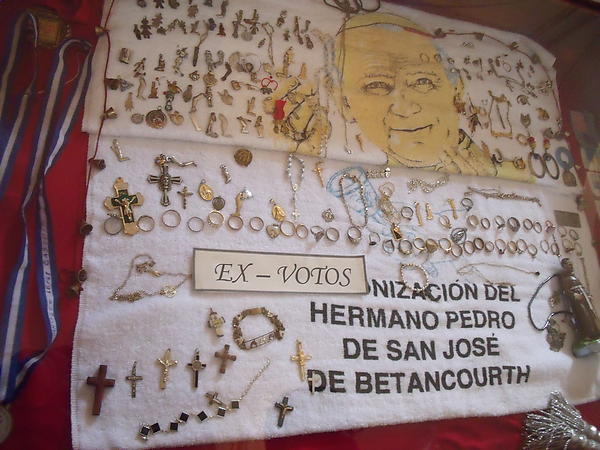 EX – VOTOS
ONIZACIÓN DEL
HERMANO PEDRO
DE SAN JOSÉ
DE BETANCOURTH